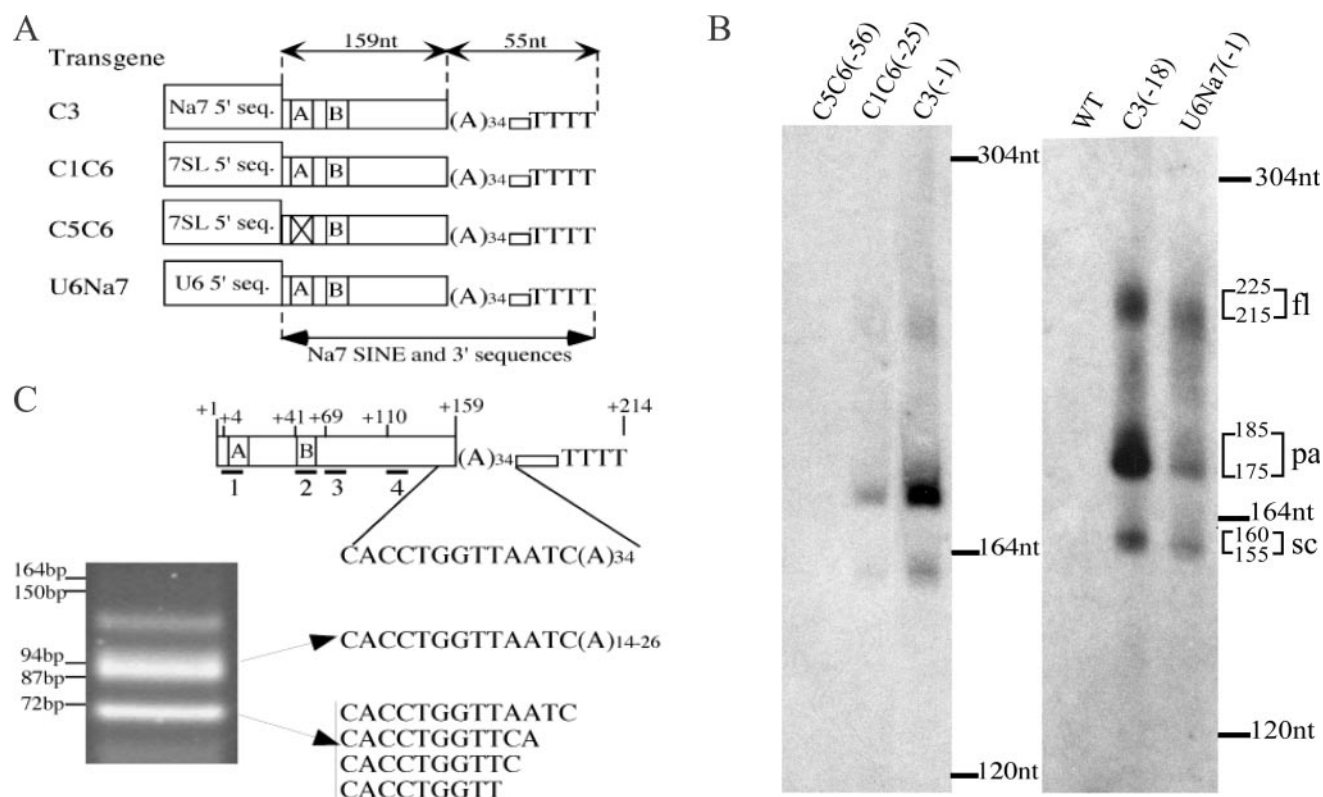 A
Transgene
159nt
55nt
C3
Na7 5' seq.
A
B
(A)34
TTTT
C1C6
7SL 5' seq.
A
B
(A)34
TTTT
C5C6
7SL 5' seq.
B
(A)34
TTTT
U6Na7
U6 5' seq.
A
B
(A)34
TTTT
Na7 SINE and 3' sequences
B
C5C6(-56)
C1C6(-25)
C3(-1)
304nt
164nt
120nt
WT
C3(-18)
U6Na7(-1)
304nt
225
215
fl
185
175
pa
164nt
160
155
sc
120nt
C
+1
+4
+41
+69
+110
+159
+214
A
B
(A)34
TTTT
1
2
3
4
CACCTGGTTAATC(A)34
164bp
150bp
94bp
87bp
72bp
CACCTGGTTAATC(A)14-26
CACCTGGTTAATC
CACCTGGTTCA
CACCTGGTTC
CACCTGGTT